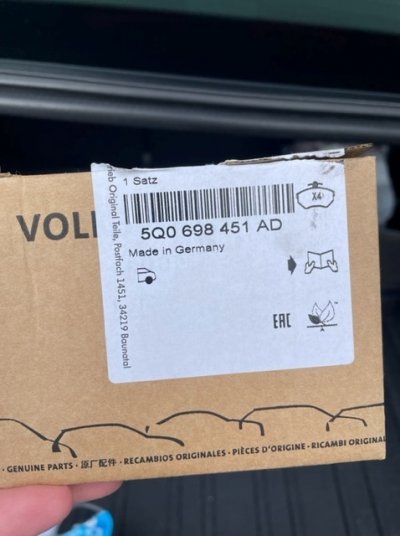 1 Satz
X4
VOL
5Q0 698 451 AD
Made in Germany
Original Teile, Postfach 1451, 34219 Baunatal
EAC
· GENUINE PARTS · 原厂配件 · RECAMBIOS ORIGINALES · PIÈCES D'ORIGINE · RICAMBI ORIGINAL